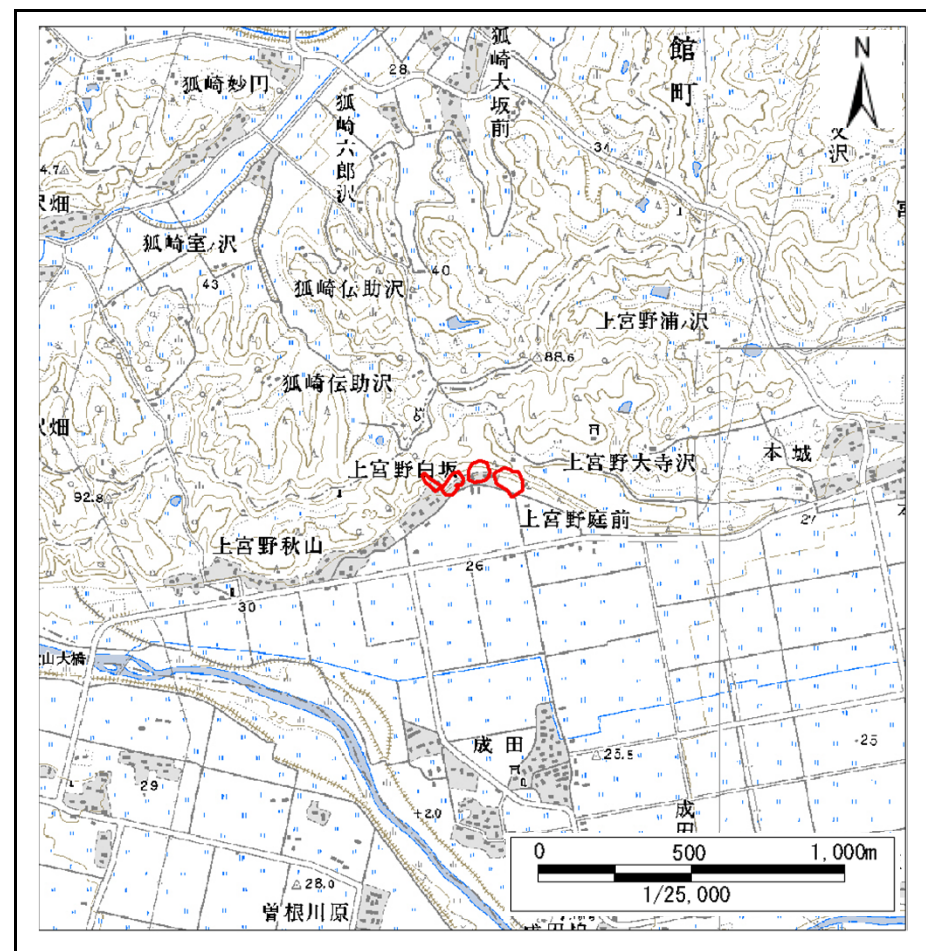 館町
N
28
狐崎妙円
狐崎大坂前
狐崎六郎沢
34
沢
4.7
沢畑
狐崎室ノ沢
43
40
狐崎伝助沢
上宮野浦ノ沢
88.6
狐崎伝助沢
沢畑
上宮野白坂
上宮野大寺沢
本城
92.8
上宮野庭前
21
上宮野秋山
26
30
山大橋
25
成田
25
23.5
29
+20
成田
28.0
曽根川原
0 500 1,000m
1/25,000